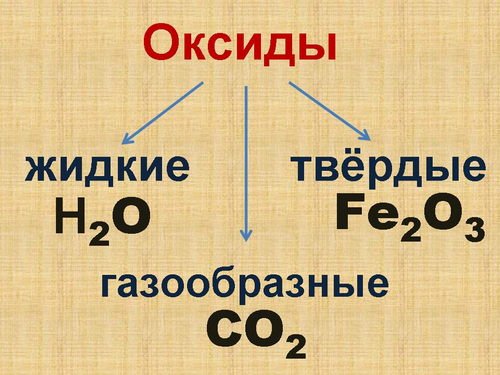 Оксиды
жидкие
H₂O
твёрдые
Fe₂O₃
газообразные
CO₂